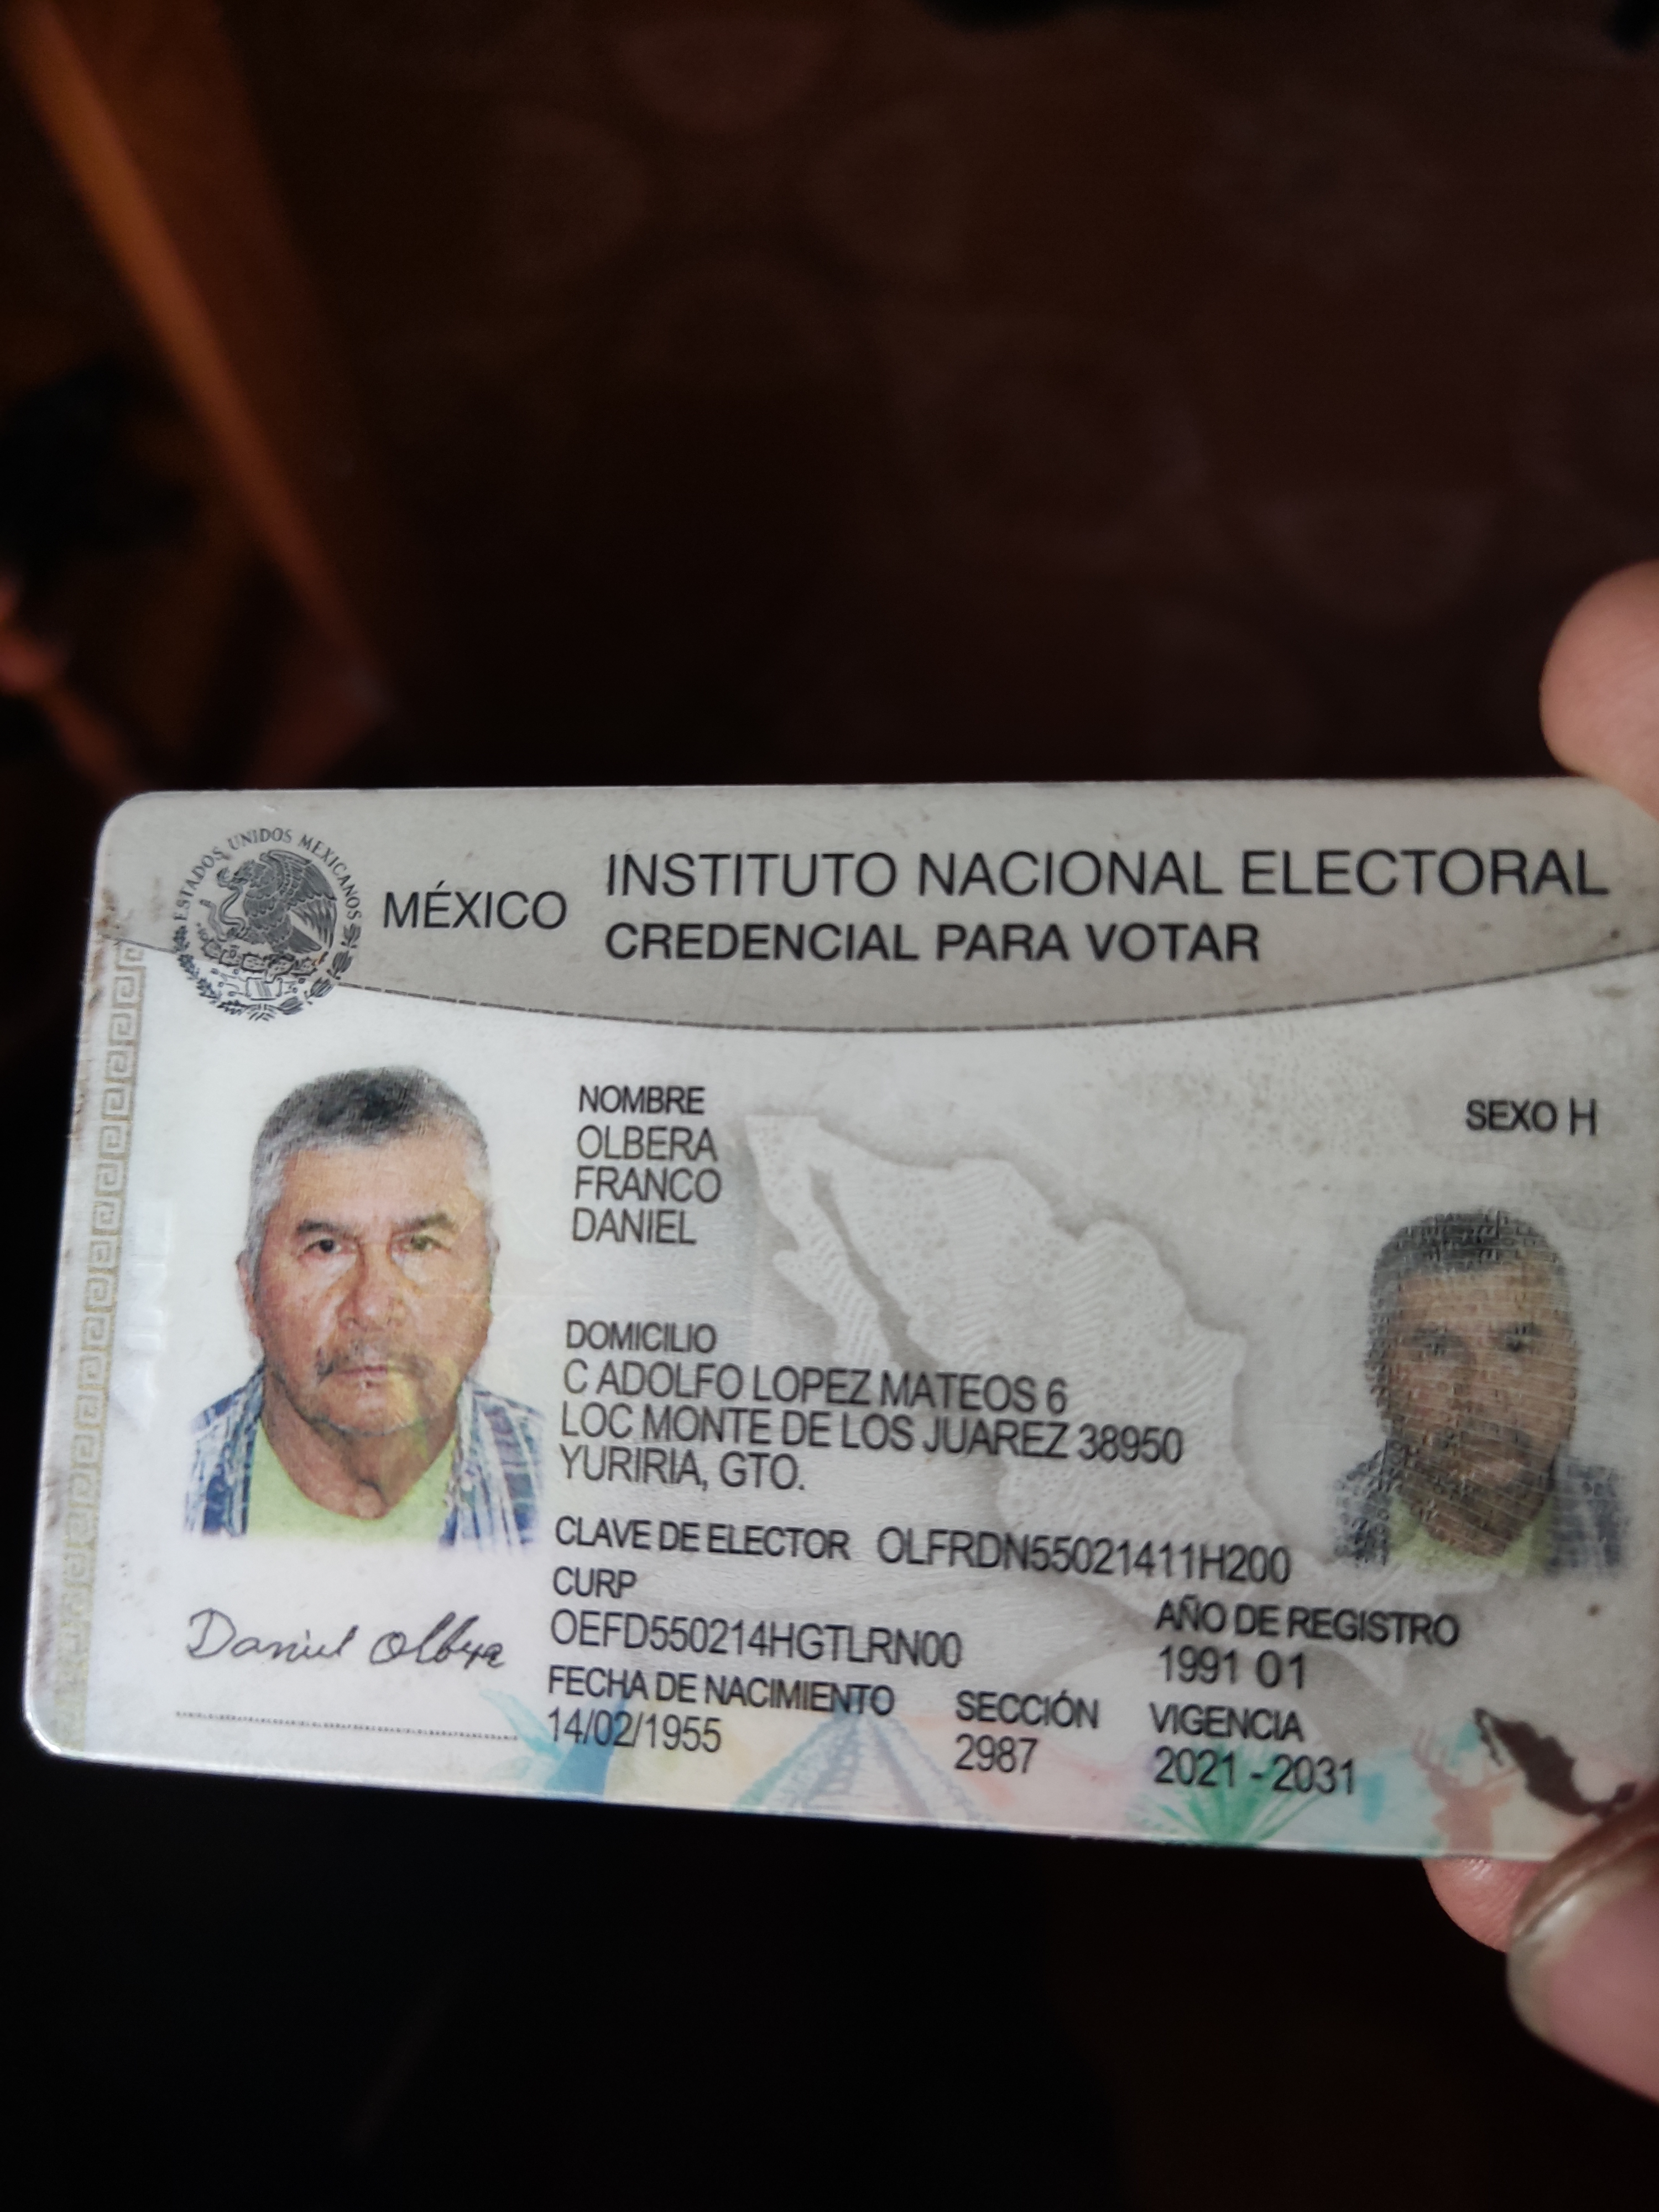 ESTADOS UNIDOS MEXICANOS
MÉXICO
INSTITUTO NACIONAL ELECTORAL
CREDENCIAL PARA VOTAR
NOMBRE
OLBERA
FRANCO
DANIEL
SEXO H
DOMICILIO
C ADOLFO LOPEZ MATEOS 6
LOC MONTE DE LOS JUAREZ 38950
YURIRIA, GTO.
CLAVE DE ELECTOR OLFRDN55021411H200
CURP
OEFD550214HGTLRN00
AÑO DE REGISTRO
1991 01
FECHA DE NACIMIENTO
14/02/1955
SECCIÓN
2987
VIGENCIA
2021 - 2031
Daniel Olbera